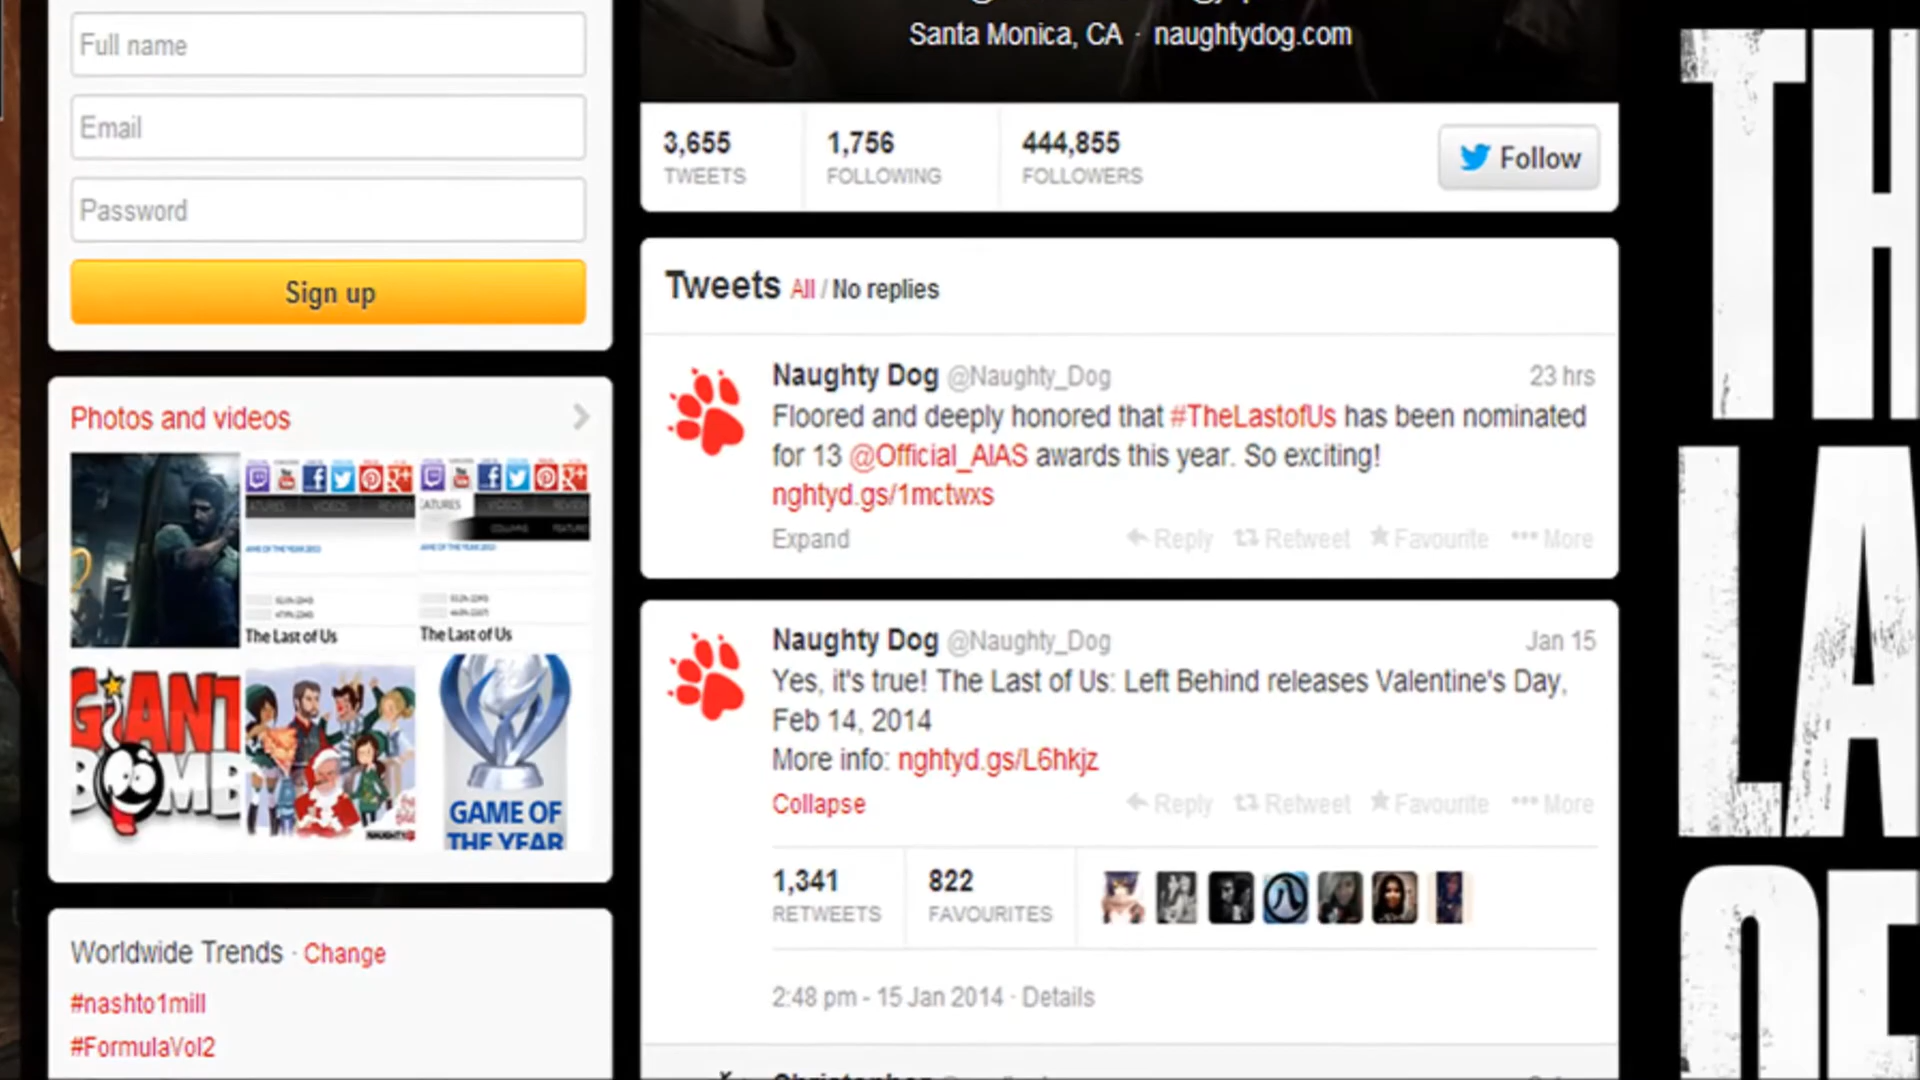 Full name
Email
Password
Sign up
Photos and videos
The Last of Us
The Last of Us
GIANT
BOMB
GAME OF
THE YEAR
Worldwide Trends · Change
#nashto1mill
#FormulaVol2
Santa Monica, CA · naughtydog.com
3,655
TWEETS
1,756
FOLLOWING
444,855
FOLLOWERS
Follow
Tweets All / No replies
Naughty Dog @Naughty_Dog 23 hrs
Floored and deeply honored that #TheLastofUs has been nominated
for 13 @Official_AIAS awards this year. So exciting!
nghtyd.gs/1mctwxs
Expand Reply Retweet Favourite More
Naughty Dog @Naughty_Dog Jan 15
Yes, it's true! The Last of Us: Left Behind releases Valentine's Day,
Feb 14, 2014
More info: nghtyd.gs/L6hkjz
Collapse Reply Retweet Favourite More
1,341
RETWEETS
822
FAVOURITES
2:48 pm - 15 Jan 2014 · Details
TH
LA